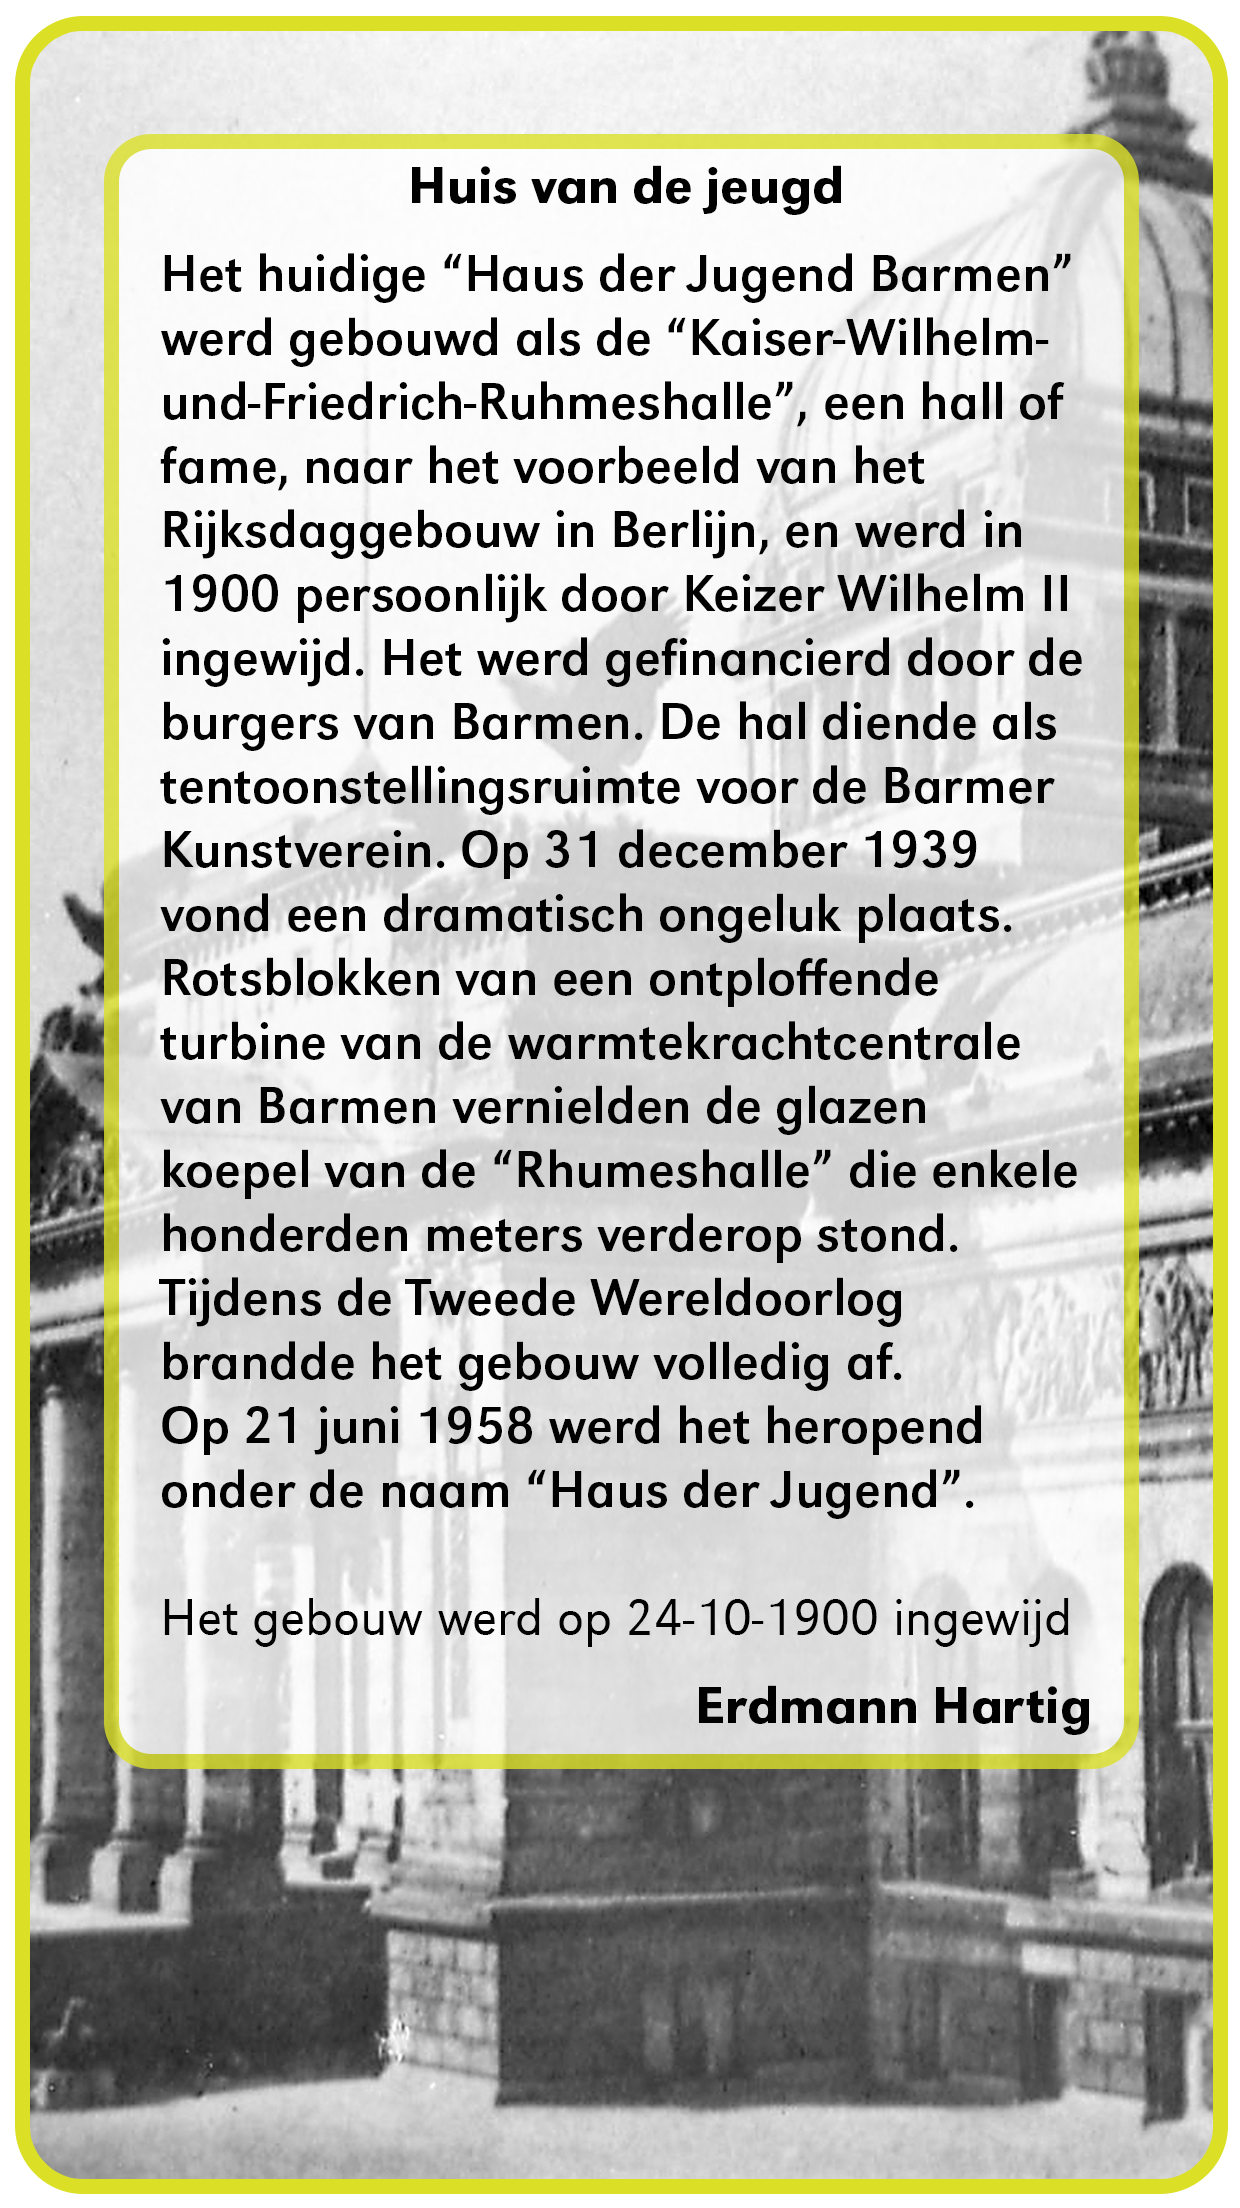 Huis van de jeugd
Het huidige “Haus der Jugend Barmen”
werd gebouwd als de “Kaiser-Wilhelm-
und-Friedrich-Ruhmeshalle”, een hall of
fame, naar het voorbeeld van het
Rijksdaggebouw in Berlijn, en werd in
1900 persoonlijk door Keizer Wilhelm II
ingewijd. Het werd gefinancierd door de
burgers van Barmen. De hal diende als
tentoonstellingsruimte voor de Barmer
Kunstverein. Op 31 december 1939
vond een dramatisch ongeluk plaats.
Rotsblokken van een ontploffende
turbine van de warmtekrachtcentrale
van Barmen vernielden de glazen
koepel van de “Rhumeshalle” die enkele
honderden meters verderop stond.
Tijdens de Tweede Wereldoorlog
brandde het gebouw volledig af.
Op 21 juni 1958 werd het heropend
onder de naam “Haus der Jugend”.
Het gebouw werd op 24-10-1900 ingewijd
Erdmann Hartig